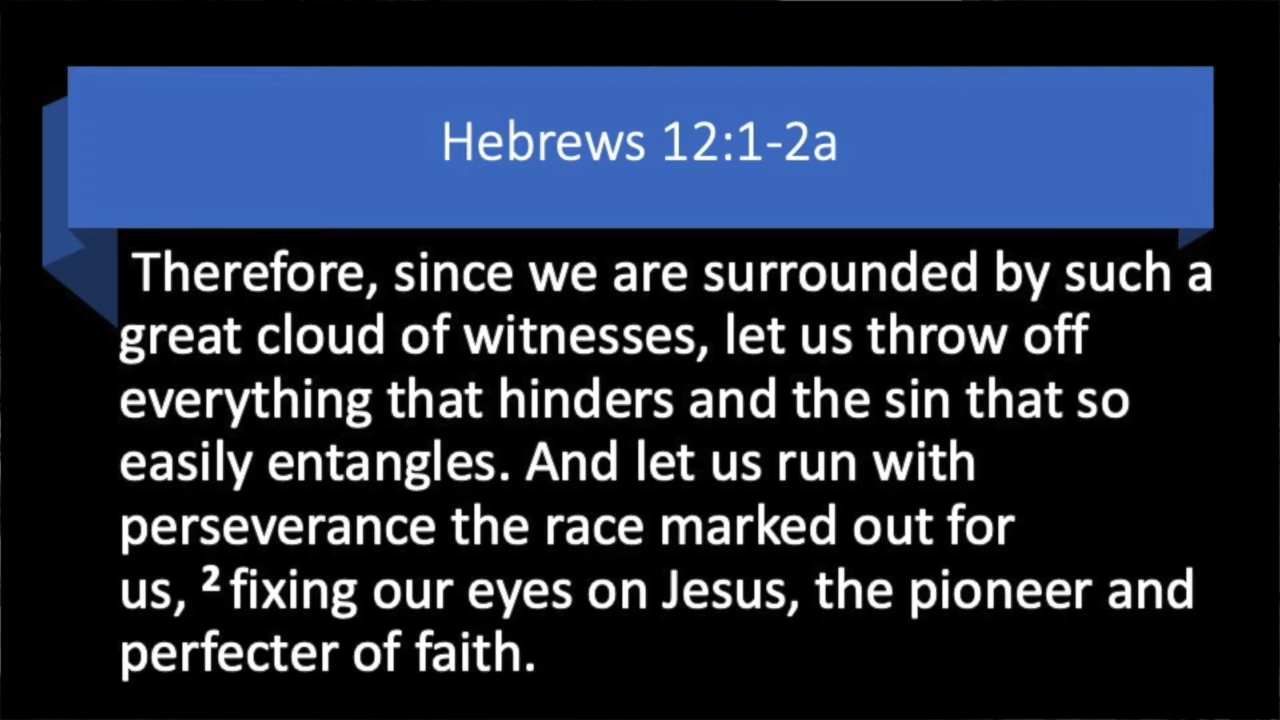 Hebrews 12:1-2a
Therefore, since we are surrounded by such a
great cloud of witnesses, let us throw off
everything that hinders and the sin that so
easily entangles. And let us run with
perseverance the race marked out for
us, ² fixing our eyes on Jesus, the pioneer and
perfecter of faith.